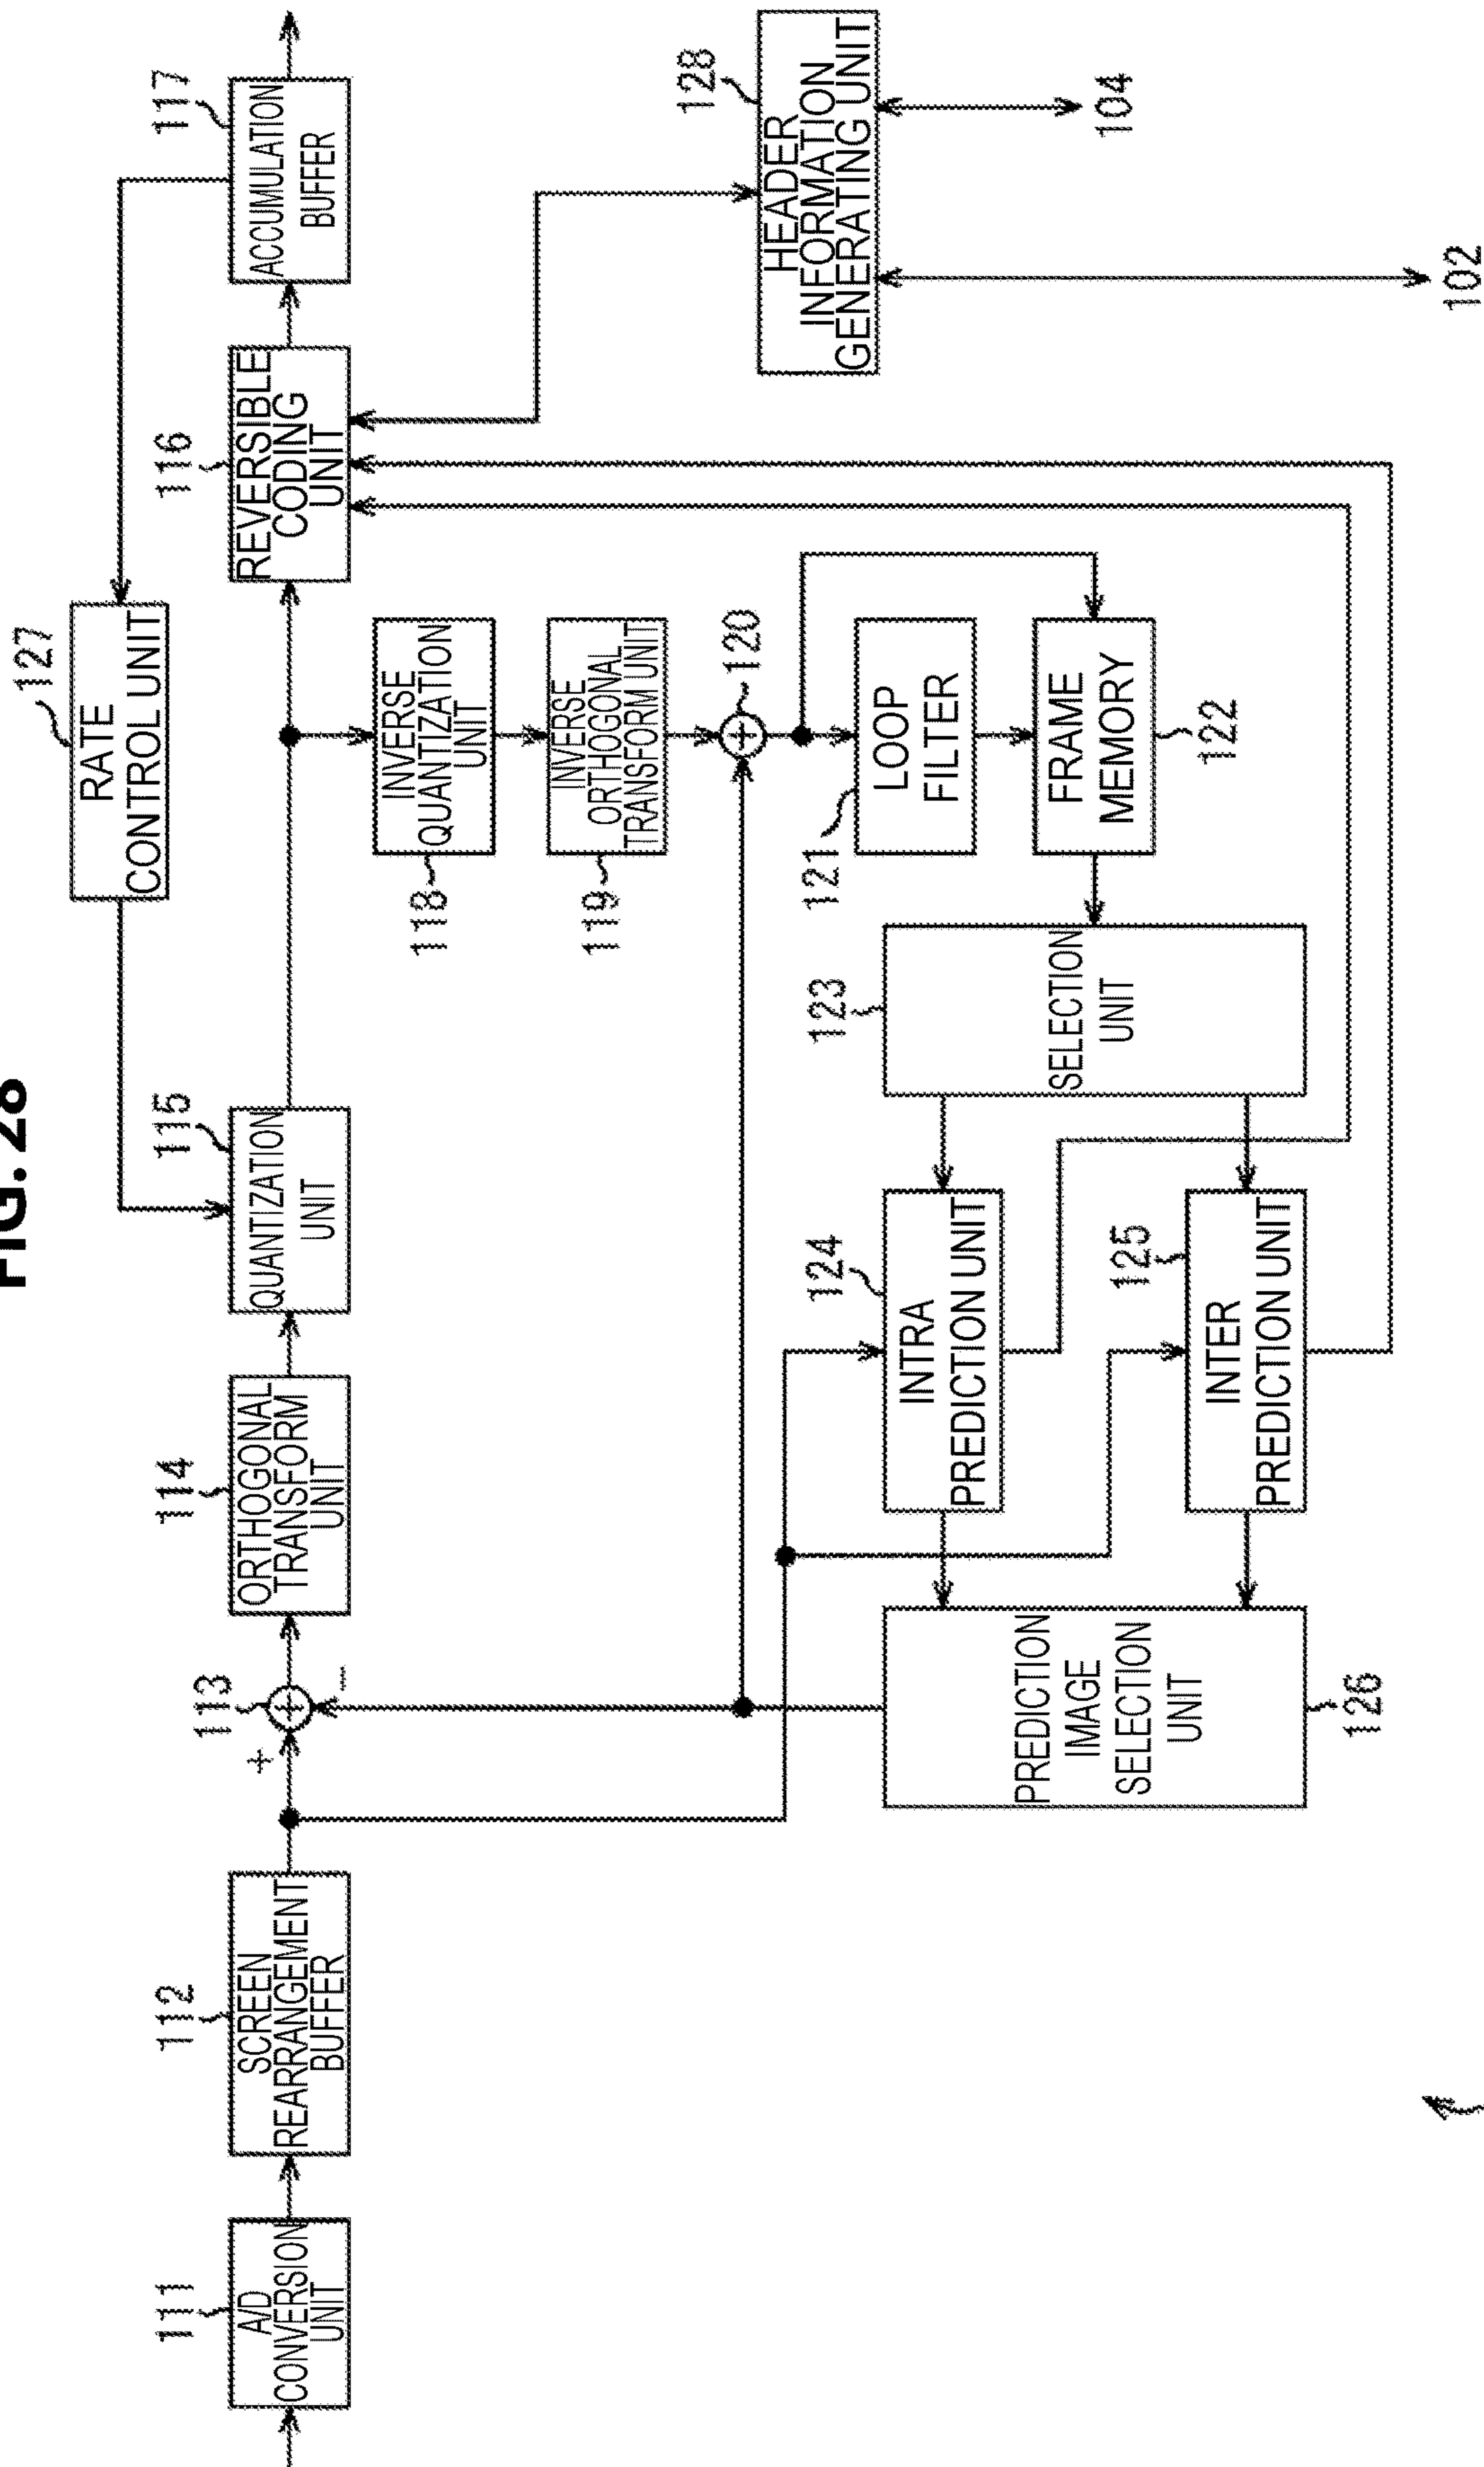 FIG. 28
127
RATE
CONTROL UNIT
111
A/D
CONVERSION
UNIT
112
SCREEN
REARRANGEMENT
BUFFER
113
+
−
114
ORTHOGONAL
TRANSFORM
UNIT
115
QUANTIZATION
UNIT
116
REVERSIBLE
CODING
UNIT
117
ACCUMULATION
BUFFER
INVERSE
QUANTIZATION
UNIT
118
INVERSE
ORTHOGONAL
TRANSFORM UNIT
119
120
121
LOOP
FILTER
FRAME
MEMORY
122
123
SELECTION
UNIT
124
INTRA
PREDICTION UNIT
125
INTER
PREDICTION UNIT
PREDICTION
IMAGE
SELECTION
UNIT
126
128
HEADER
INFORMATION
GENERATING UNIT
104
102